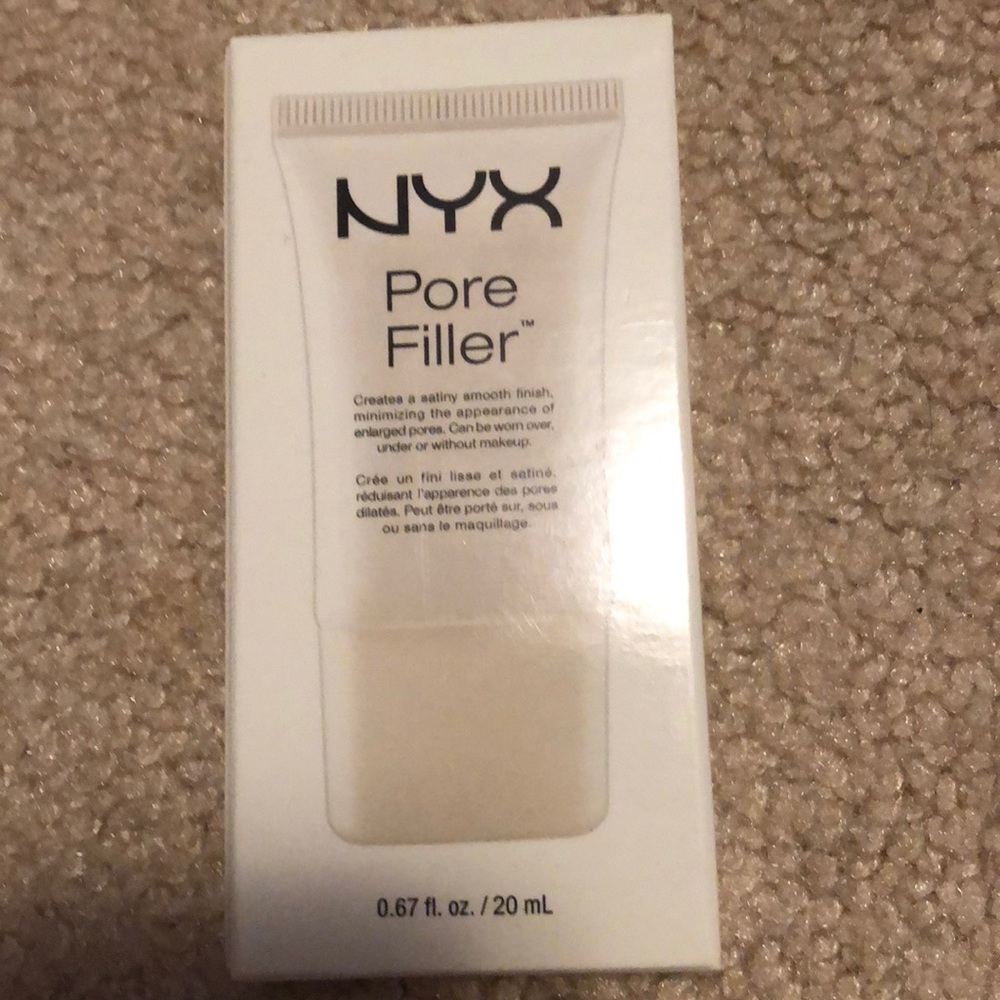 NYX
Pore
Filler™
Creates a satiny smooth finish,
minimizing the appearance of
enlarged pores. Can be worn over,
under or without makeup.
Crée un fini lisse et satiné,
réduisant l'apparence des pores
dilatés. Peut être porté sur, sous
ou sans le maquillage.
0.67 fl. oz. / 20 mL